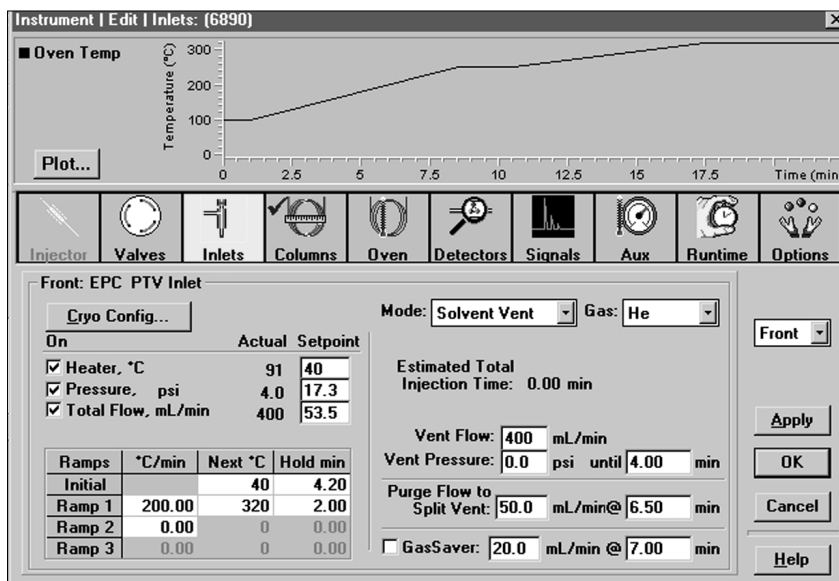 Instrument | Edit | Inlets: (6890)
Oven Temp
Temperature (°C)
300
200
100
0
0 2.5 5 7.5 10 12.5 15 17.5 Time (min
Plot...
Injector Valves Inlets Columns Oven Detectors Signals Aux Runtime Options
Front: EPC PTV Inlet
Cryo Config...
Mode: Solvent Vent Gas: He
Front
On Actual Setpoint
Heater, °C 91 40
Pressure, psi 4.0 17.3
Total Flow, mL/min 400 53.5
Estimated Total
Injection Time: 0.00 min
Vent Flow: 400 mL/min
Vent Pressure: 0.0 psi until 4.00 min
Purge Flow to
Split Vent: 50.0 mL/min@ 6.50 min
GasSaver: 20.0 mL/min @ 7.00 min
Ramps °C/min Next °C Hold min
Initial 40 4.20
Ramp 1 200.00 320 2.00
Ramp 2 0.00 0 0.00
Ramp 3 0.00 0 0.00
Apply
OK
Cancel
Help